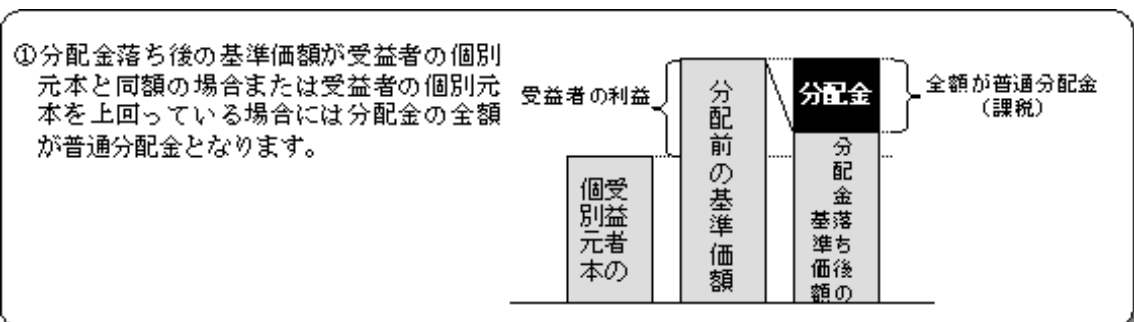 ①分配金落ち後の基準価額が受益者の個別
元本と同額の場合または受益者の個別元
本を上回っている場合には分配金の全額
が普通分配金となります。
受益者の利益
受益者の
個別元本
分配前の基準価額
分配金
分配金落ち後の
基準価額
全額が普通分配金
（課税）